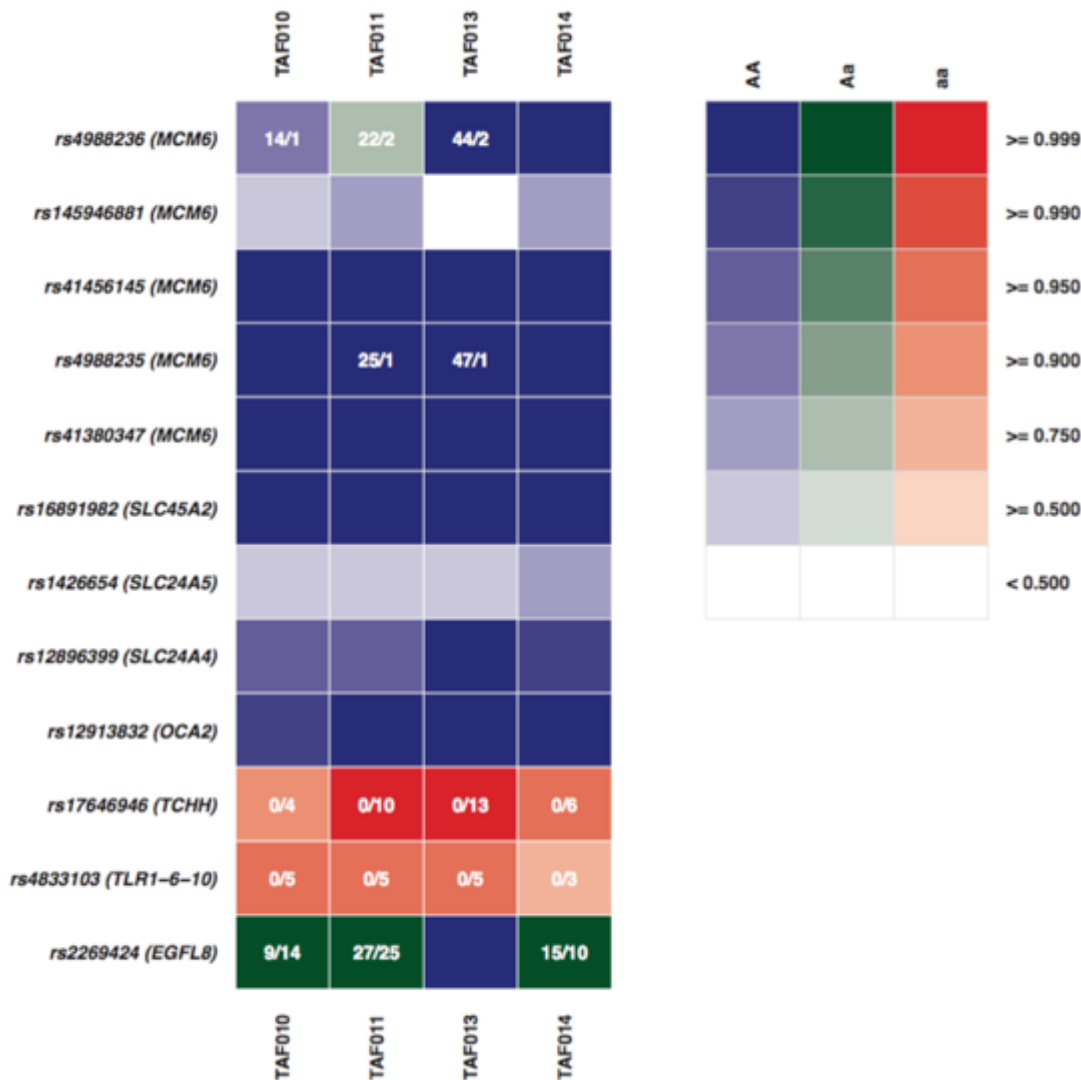 TAF010 TAF011 TAF013 TAF014
AA Aa aa
rs4988236 (MCM6) 14/1 22/2 44/2 >= 0.999
rs145946881 (MCM6) >= 0.990
rs41456145 (MCM6) >= 0.950
rs4988235 (MCM6) 25/1 47/1 >= 0.900
rs41380347 (MCM6) >= 0.750
rs16891982 (SLC45A2) >= 0.500
rs1426654 (SLC24A5) < 0.500
rs12896399 (SLC24A4)
rs12913832 (OCA2)
rs17646946 (TCHH) 0/4 0/10 0/13 0/6
rs4833103 (TLR1−6−10) 0/5 0/5 0/5 0/3
rs2269424 (EGFL8) 9/14 27/25 15/10
TAF010 TAF011 TAF013 TAF014